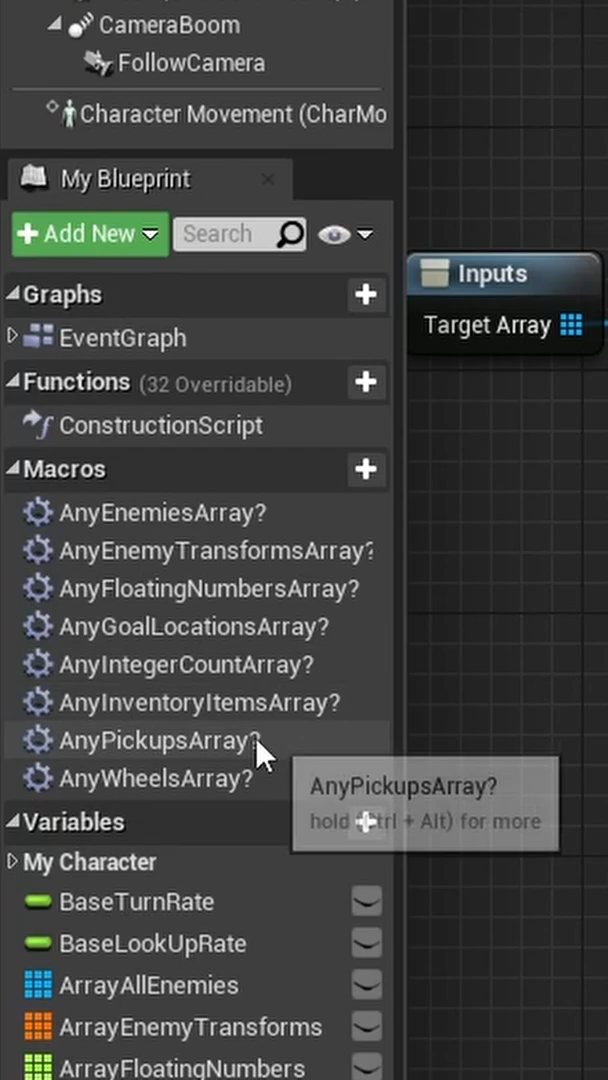 CameraBoom
FollowCamera
Character Movement (CharMo
My Blueprint
Add New
Search
Graphs
EventGraph
Functions (32 Overridable)
ConstructionScript
Macros
AnyEnemiesArray?
AnyEnemyTransformsArray?
AnyFloatingNumbersArray?
AnyGoalLocationsArray?
AnyIntegerCountArray?
AnyInventoryItemsArray?
AnyPickupsArray?
AnyWheelsArray?
AnyPickupsArray?
hold (Ctrl + Alt) for more
Variables
My Character
BaseTurnRate
BaseLookUpRate
ArrayAllEnemies
ArrayEnemyTransforms
ArrayFloatingNumbers
Inputs
Target Array